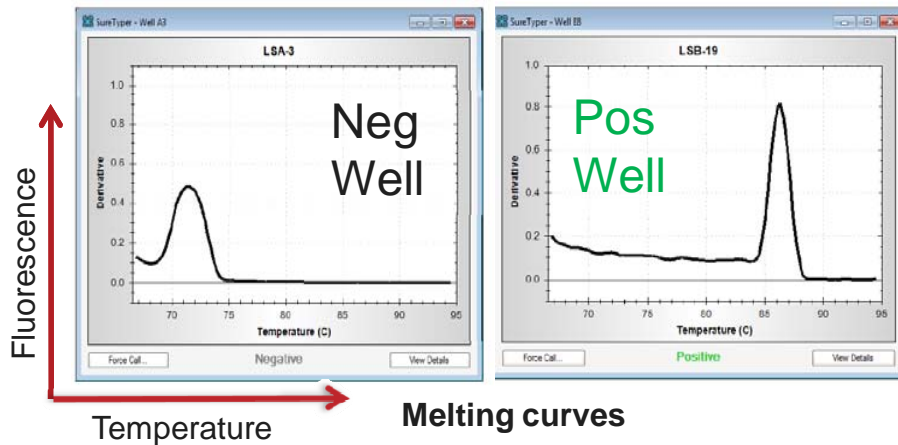 SureTyper - Well A3
LSA-3
1.0
0.8
0.6
0.4
0.2
0.0
Derivative
70 75 80 85 90 95
Temperature (C)
Neg
Well
Force Call...
Negative
View Details
SureTyper - Well E8
LSB-19
1.0
0.8
0.6
0.4
0.2
0.0
Derivative
70 75 80 85 90 95
Temperature (C)
Pos
Well
Force Call...
Positive
View Details
Fluorescence
Temperature
Melting curves